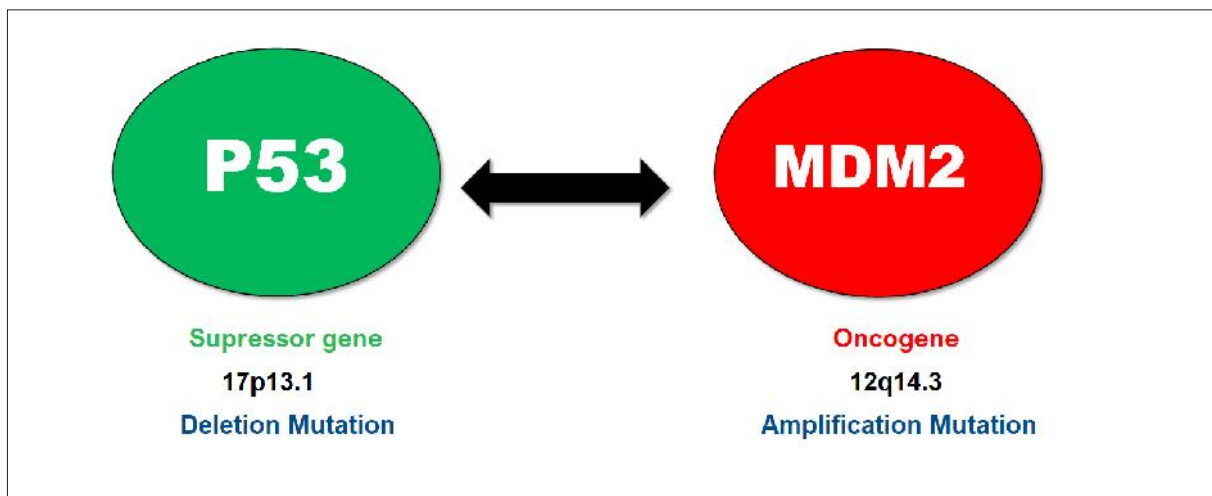 P53
MDM2
Supressor gene
17p13.1
Deletion Mutation
Oncogene
12q14.3
Amplification Mutation